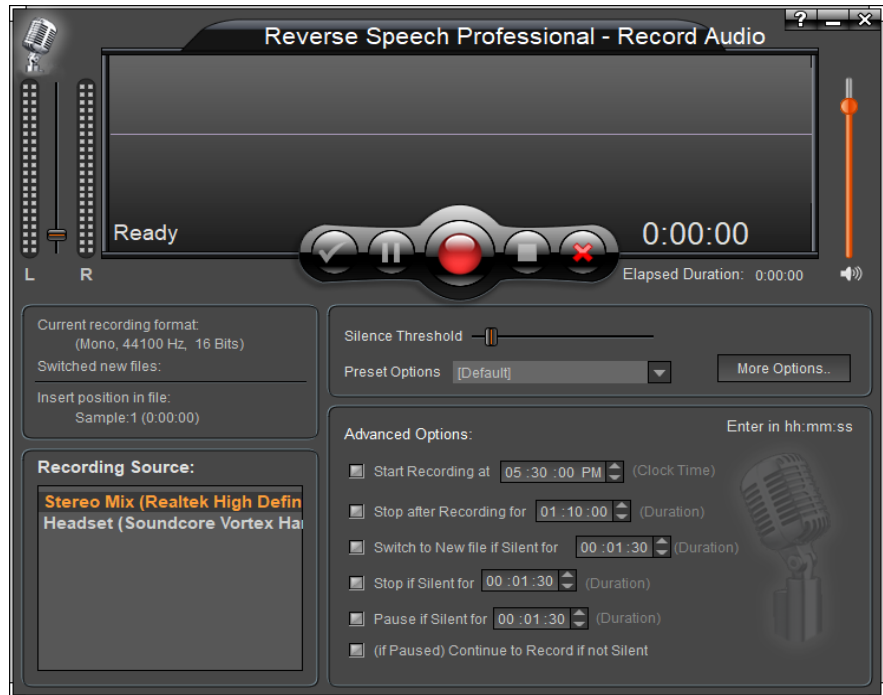 Reverse Speech Professional - Record Audio
Ready
0:00:00
L R
Elapsed Duration: 0:00:00
Current recording format:
(Mono, 44100 Hz, 16 Bits)
Switched new files:
Insert position in file:
Sample:1 (0:00:00)
Silence Threshold
Preset Options [Default] More Options..
Recording Source:
Stereo Mix (Realtek High Defin
Headset (Soundcore Vortex Ha
Advanced Options: Enter in hh:mm:ss
Start Recording at 05 :30 :00 PM (Clock Time)
Stop after Recording for 01 :10 :00 (Duration)
Switch to New file if Silent for 00 :01 :30 (Duration)
Stop if Silent for 00 :01 :30 (Duration)
Pause if Silent for 00 :01 :30 (Duration)
(if Paused) Continue to Record if not Silent